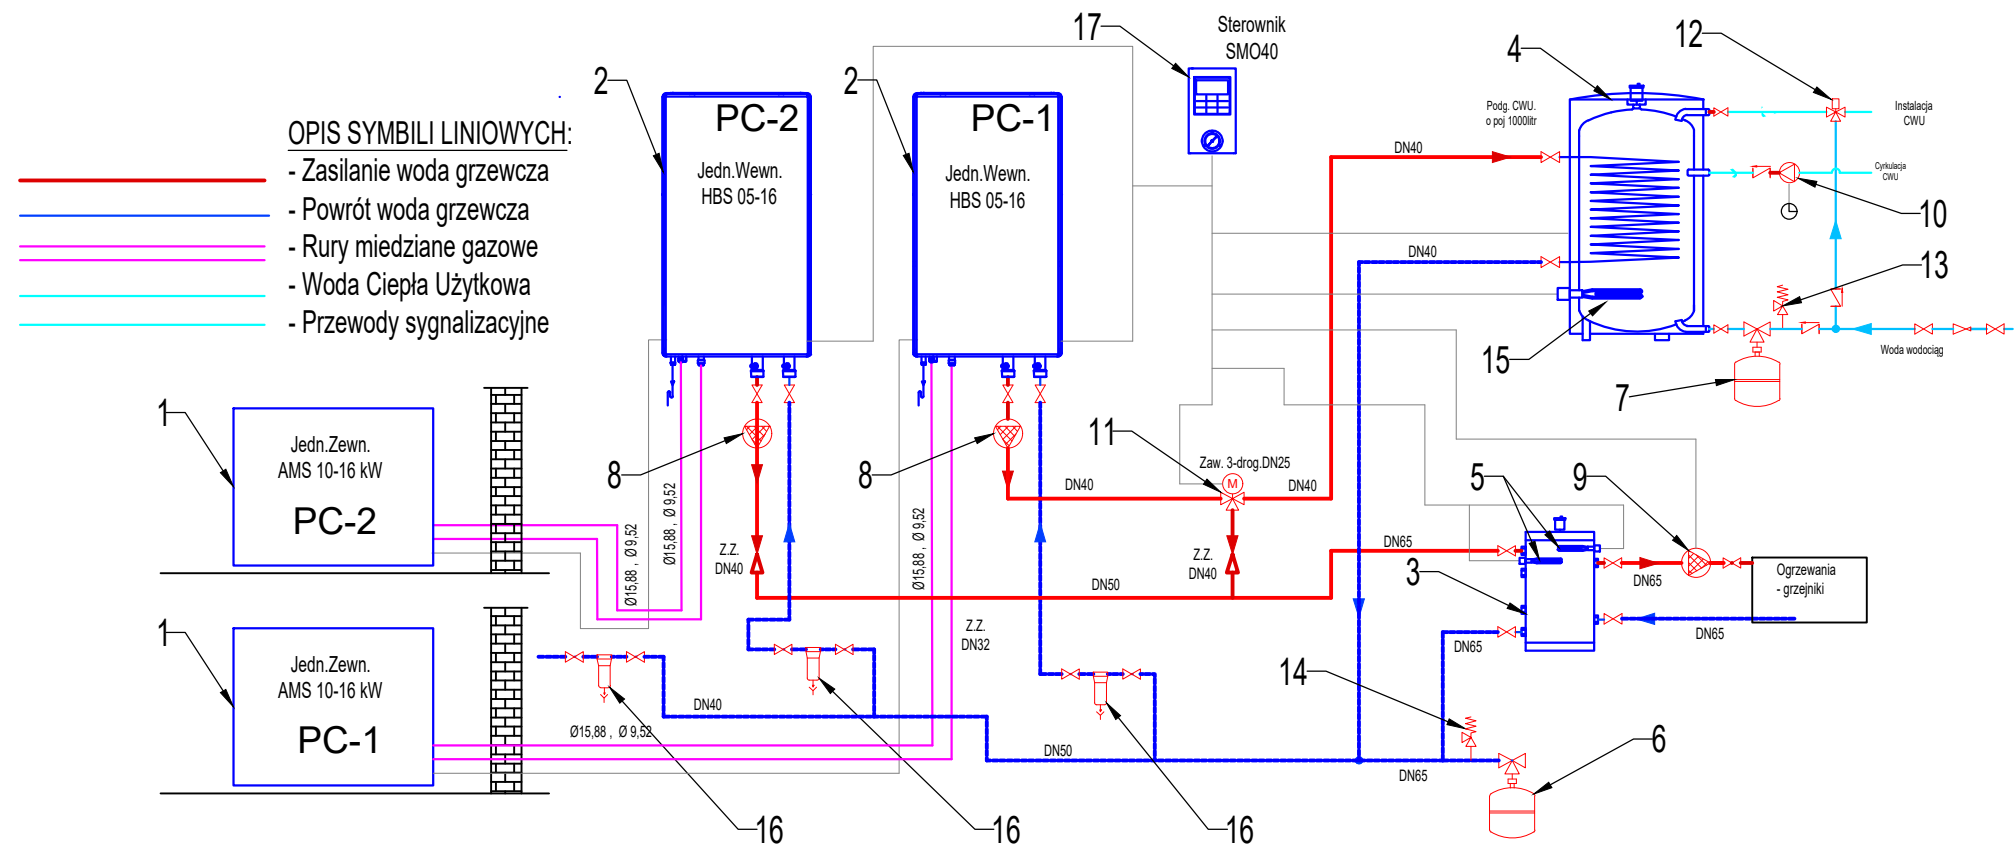 17
Sterownik
SMO40
12
4
2
2
OPIS SYMBILI LINIOWYCH:
- Zasilanie woda grzewcza
- Powrót woda grzewcza
- Rury miedziane gazowe
- Woda Ciepła Użytkowa
- Przewody sygnalizacyjne
PC-2
Jedn.Wewn.
HBS 05-16
PC-1
Jedn.Wewn.
HBS 05-16
Podg. CWU.
o poj 1000litr
Instalacja
CWU
Cyrkulacja
CWU
DN40
DN40
10
13
15
7
Woda wodociąg
1
Jedn.Zewn.
AMS 10-16 kW
PC-2
8
8
11
Zaw. 3-drog.DN25
M
DN40
DN40
5
9
Ø15,88 , Ø 9,52
Ø15,88 , Ø 9,52
Ø15,88 , Ø 9,52
Z.Z.
DN40
Z.Z.
DN40
DN50
DN65
DN65
3
Ogrzewania
- grzejniki
DN65
DN65
1
Jedn.Zewn.
AMS 10-16 kW
PC-1
Z.Z.
DN32
DN40
Ø15,88 , Ø 9,52
14
DN50
DN65
6
16
16
16